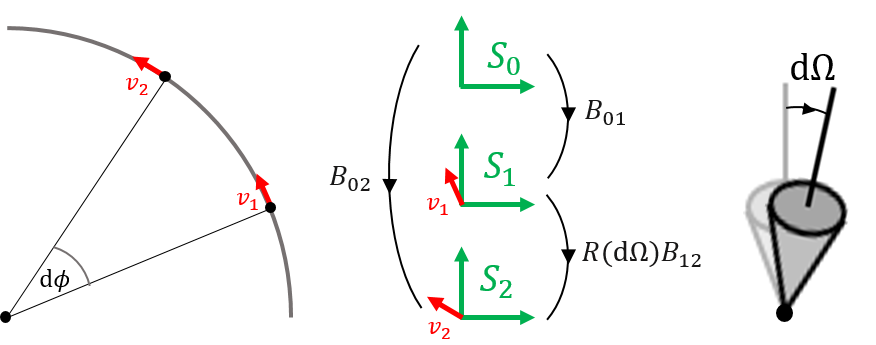 v₂
v₁
dϕ
S₀
B₀₁
S₁
B₀₂
v₁
R(dΩ)B₁₂
S₂
v₂
dΩ